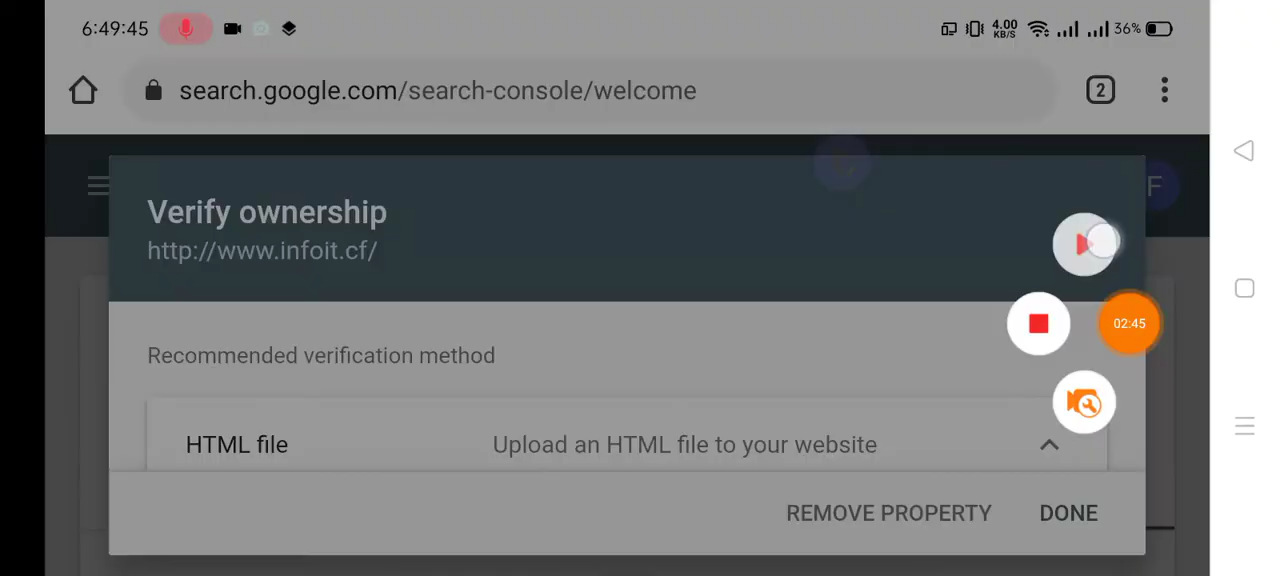 6:49:45 4.00 KB/S 36%
search.google.com/search-console/welcome 2
Verify ownership F
http://www.infoit.cf/
02:45
Recommended verification method
HTML file Upload an HTML file to your website
REMOVE PROPERTY DONE